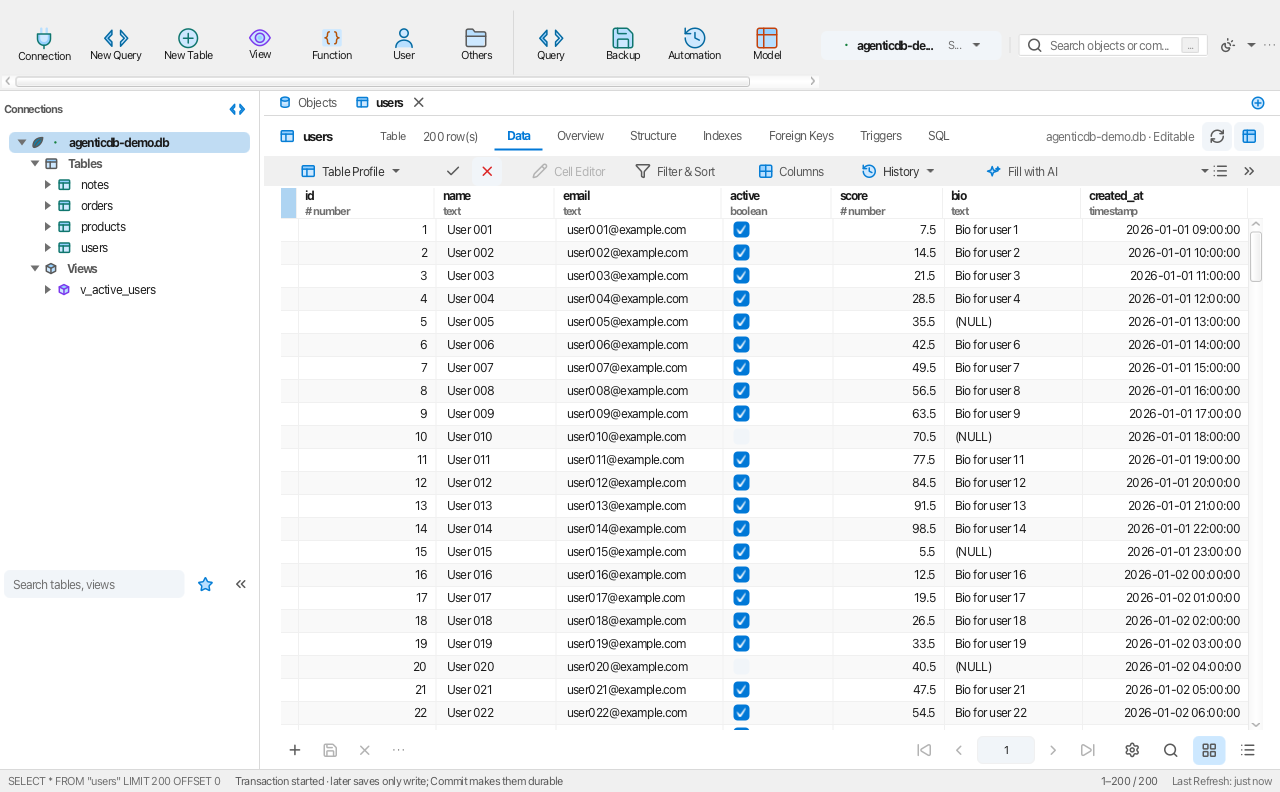 Connection
New Query
New Table
View
Function
User
Others
Query
Backup
Automation
Model
agenticdb-de...
S...
Search objects or com...
...
Connections
agenticdb-demo.db
Tables
notes
orders
products
users
Views
v_active_users
Search tables, views
Objects
users
users
Table
200 row(s)
Data
Overview
Structure
Indexes
Foreign Keys
Triggers
SQL
agenticdb-demo.db · Editable
Table Profile
Cell Editor
Filter & Sort
Columns
History
Fill with AI
id name email active score bio created_at
# number text text boolean # number text timestamp
1 User 001 user001@example.com 7.5 Bio for user 1 2026-01-01 09:00:00
2 User 002 user002@example.com 14.5 Bio for user 2 2026-01-01 10:00:00
3 User 003 user003@example.com 21.5 Bio for user 3 2026-01-01 11:00:00
4 User 004 user004@example.com 28.5 Bio for user 4 2026-01-01 12:00:00
5 User 005 user005@example.com 35.5 (NULL) 2026-01-01 13:00:00
6 User 006 user006@example.com 42.5 Bio for user 6 2026-01-01 14:00:00
7 User 007 user007@example.com 49.5 Bio for user 7 2026-01-01 15:00:00
8 User 008 user008@example.com 56.5 Bio for user 8 2026-01-01 16:00:00
9 User 009 user009@example.com 63.5 Bio for user 9 2026-01-01 17:00:00
10 User 010 user010@example.com 70.5 (NULL) 2026-01-01 18:00:00
11 User 011 user011@example.com 77.5 Bio for user 11 2026-01-01 19:00:00
12 User 012 user012@example.com 84.5 Bio for user 12 2026-01-01 20:00:00
13 User 013 user013@example.com 91.5 Bio for user 13 2026-01-01 21:00:00
14 User 014 user014@example.com 98.5 Bio for user 14 2026-01-01 22:00:00
15 User 015 user015@example.com 5.5 (NULL) 2026-01-01 23:00:00
16 User 016 user016@example.com 12.5 Bio for user 16 2026-01-02 00:00:00
17 User 017 user017@example.com 19.5 Bio for user 17 2026-01-02 01:00:00
18 User 018 user018@example.com 26.5 Bio for user 18 2026-01-02 02:00:00
19 User 019 user019@example.com 33.5 Bio for user 19 2026-01-02 03:00:00
20 User 020 user020@example.com 40.5 (NULL) 2026-01-02 04:00:00
21 User 021 user021@example.com 47.5 Bio for user 21 2026-01-02 05:00:00
22 User 022 user022@example.com 54.5 Bio for user 22 2026-01-02 06:00:00
1
SELECT * FROM "users" LIMIT 200 OFFSET 0
Transaction started · later saves only write; Commit makes them durable
1–200 / 200
Last Refresh: just now